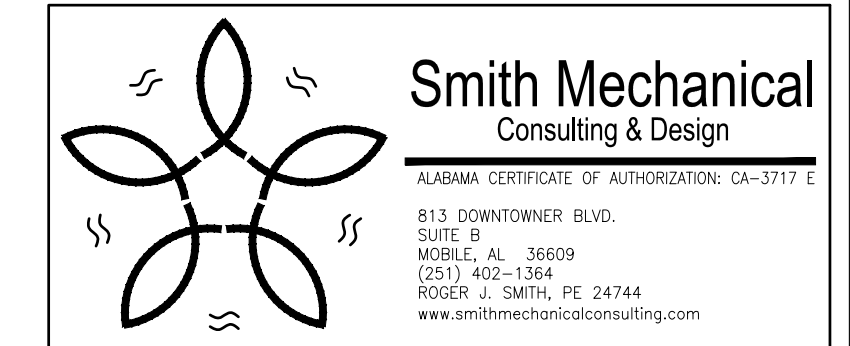 Smith Mechanical
Consulting & Design
ALABAMA CERTIFICATE OF AUTHORIZATION: CA-3717 E
813 DOWNTOWNER BLVD.
SUITE B
MOBILE, AL 36609
(251) 402-1364
ROGER J. SMITH, PE 24744
www.smithmechanicalconsulting.com